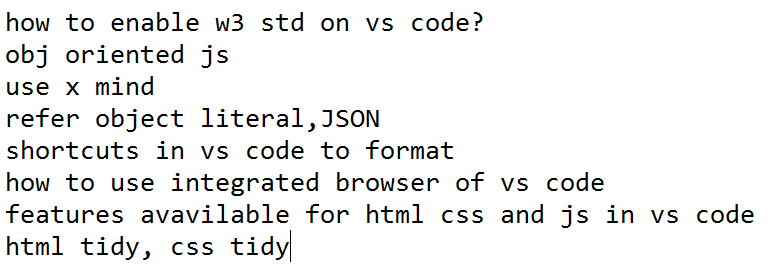 how to enable w3 std on vs code?
obj oriented js
use x mind
refer object literal,JSON
shortcuts in vs code to format
how to use integrated browser of vs code
features avavilable for html css and js in vs code
html tidy, css tidy